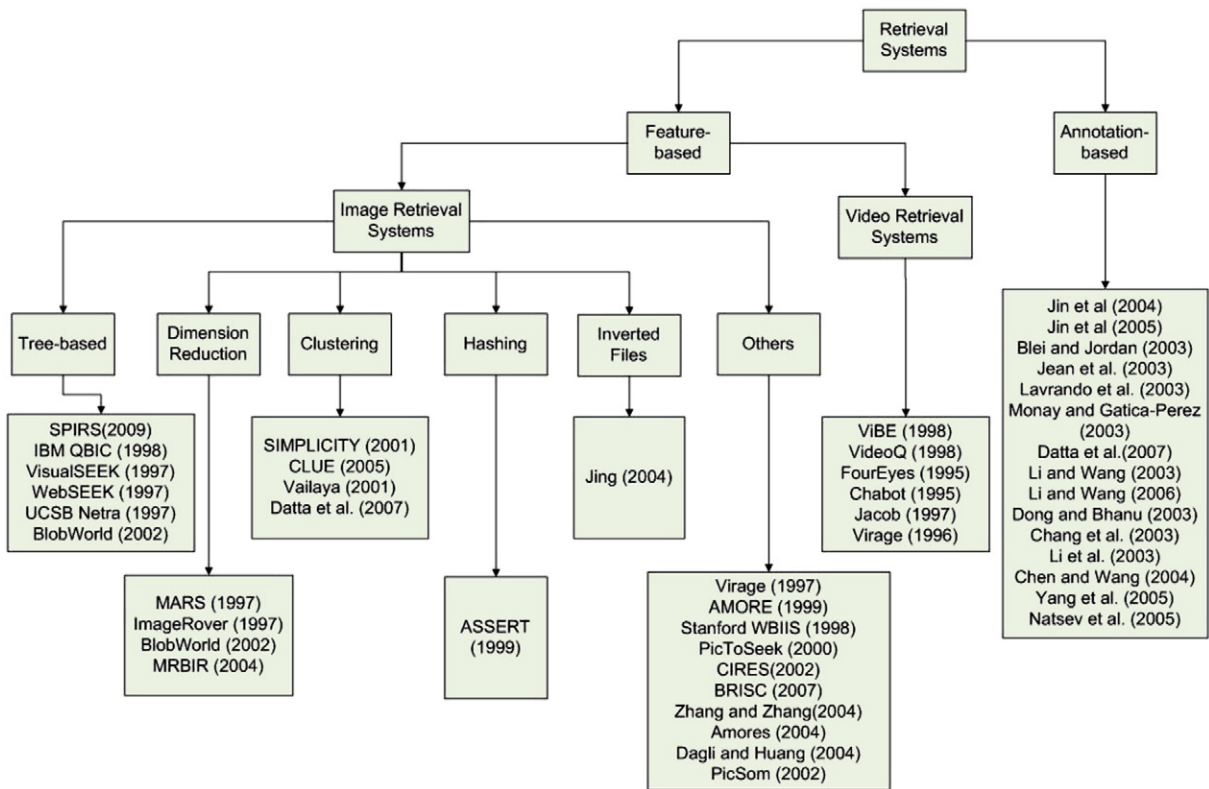 Retrieval
Systems
Feature-
based
Annotation-
based
Image Retrieval
Systems
Video Retrieval
Systems
Tree-based
Dimension
Reduction
Clustering
Hashing
Inverted
Files
Others
SPIRS(2009)
IBM QBIC (1998)
VisualSEEK (1997)
WebSEEK (1997)
UCSB Netra (1997)
BlobWorld (2002)
MARS (1997)
ImageRover (1997)
BlobWorld (2002)
MRBIR (2004)
SIMPLICITY (2001)
CLUE (2005)
Vailaya (2001)
Datta et al. (2007)
ASSERT
(1999)
Jing (2004)
Virage (1997)
AMORE (1999)
Stanford WBIIS (1998)
PicToSeek (2000)
CIRES(2002)
BRISC (2007)
Zhang and Zhang(2004)
Amores (2004)
Dagli and Huang (2004)
PicSom (2002)
ViBE (1998)
VideoQ (1998)
FourEyes (1995)
Chabot (1995)
Jacob (1997)
Virage (1996)
Jin et al (2004)
Jin et al (2005)
Blei and Jordan (2003)
Jean et al. (2003)
Lavrando et al. (2003)
Monay and Gatica-Perez
(2003)
Datta et al.(2007)
Li and Wang (2003)
Li and Wang (2006)
Dong and Bhanu (2003)
Chang et al. (2003)
Li et al. (2003)
Chen and Wang (2004)
Yang et al. (2005)
Natsev et al. (2005)